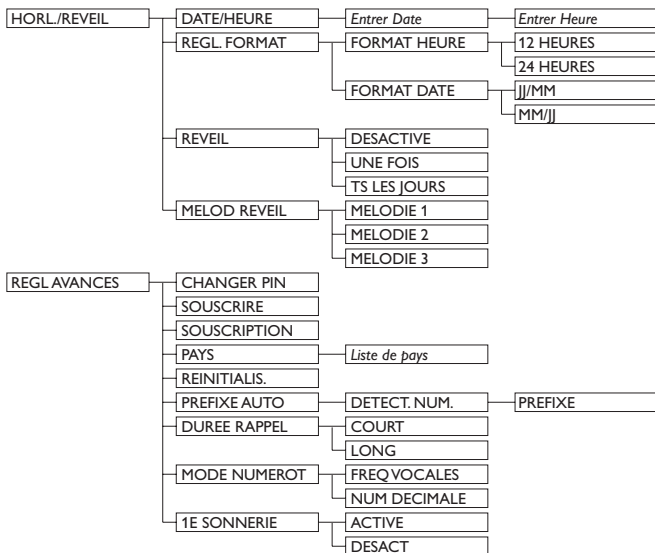 HORL./REVEIL DATE/HEURE Entrer Date Entrer Heure
REGL. FORMAT FORMAT HEURE 12 HEURES
24 HEURES
FORMAT DATE JJ/MM
MM/JJ
REVEIL DESACTIVE
UNE FOIS
TS LES JOURS
MELOD REVEIL MELODIE 1
MELODIE 2
MELODIE 3
REGL AVANCES CHANGER PIN
SOUSCRIRE
SOUSCRIPTION
PAYS Liste de pays
REINITIALIS.
PREFIXE AUTO DETECT. NUM. PREFIXE
DUREE RAPPEL COURT
LONG
MODE NUMEROT FREQ VOCALES
NUM DECIMALE
1E SONNERIE ACTIVE
DESACT